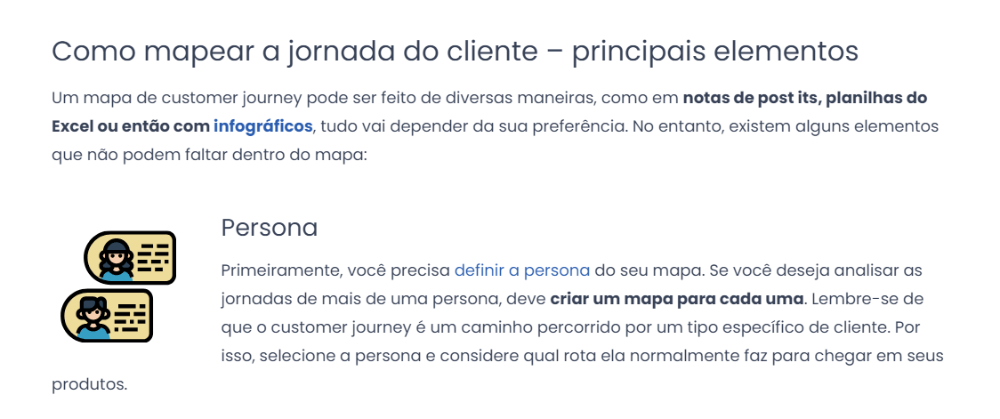 Como mapear a jornada do cliente – principais elementos
Um mapa de customer journey pode ser feito de diversas maneiras, como em notas de post its, planilhas do
Excel ou então com infográficos, tudo vai depender da sua preferência. No entanto, existem alguns elementos
que não podem faltar dentro do mapa:
Persona
Primeiramente, você precisa definir a persona do seu mapa. Se você deseja analisar as
jornadas de mais de uma persona, deve criar um mapa para cada uma. Lembre-se de
que o customer journey é um caminho percorrido por um tipo específico de cliente. Por
isso, selecione a persona e considere qual rota ela normalmente faz para chegar em seus
produtos.